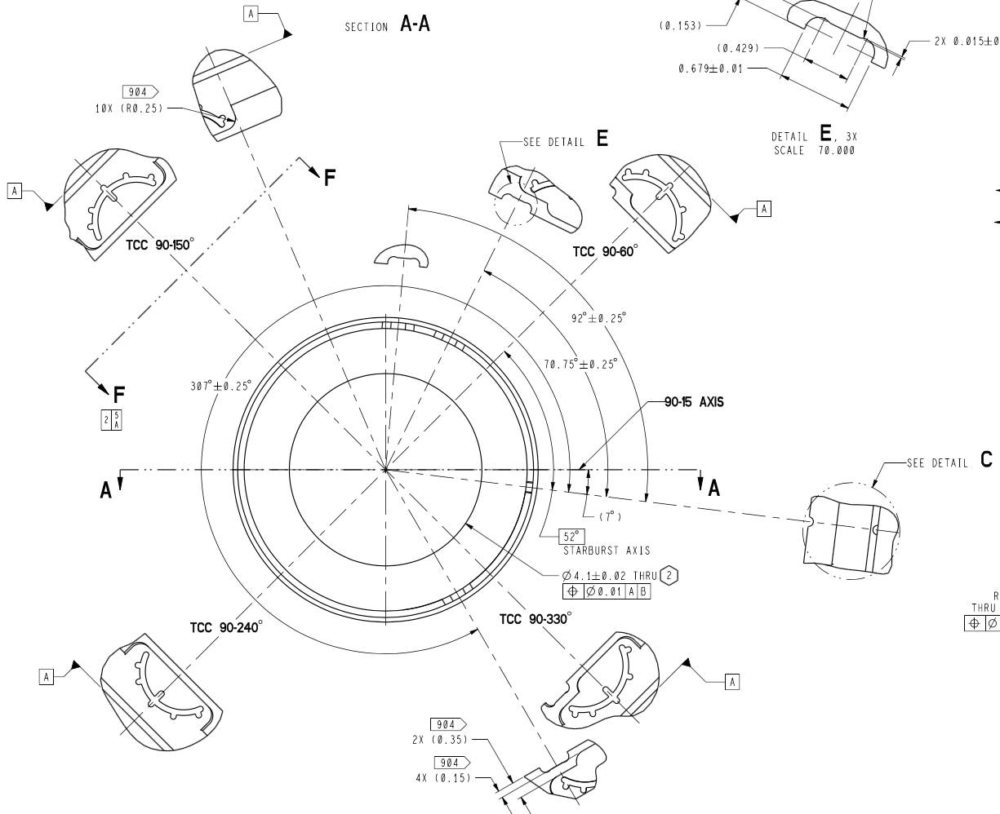 A
SECTION A-A
(0.153)
2X 0.015±0
(0.429)
0.679±0.01
904
10X (R0.25)
DETAIL E, 3X
SCALE 70.000
SEE DETAIL E
F
A
A
TCC 90-150°
TCC 90-60°
92°±0.25°
70.75°±0.25°
307°±0.25°
F
90-15 AXIS
2 5 A
SEE DETAIL C
A
A
(7°)
52°
STARBURST AXIS
Ø4.1±0.02 THRU 2
⌖ Ø0.01 A B
R
THRU
⌖ Ø
TCC 90-240°
TCC 90-330°
A
A
904
2X (0.35)
904
4X (0.15)